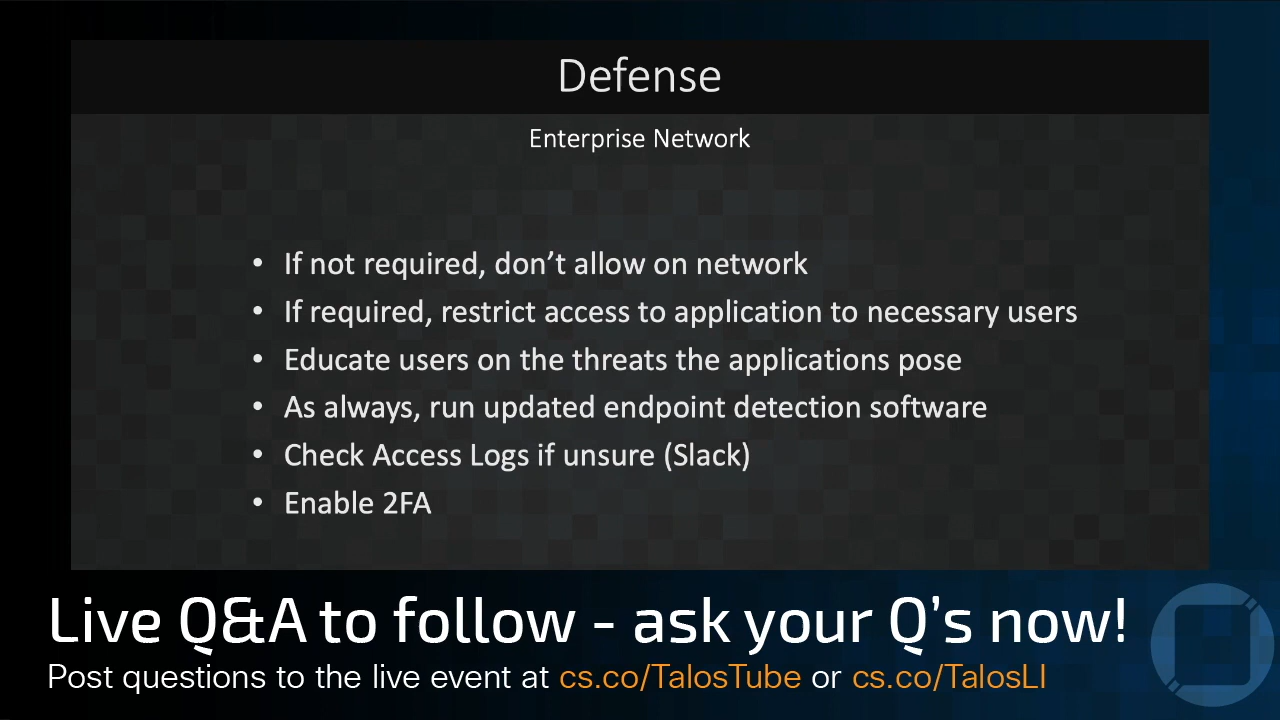 Defense
Enterprise Network
• If not required, don’t allow on network
• If required, restrict access to application to necessary users
• Educate users on the threats the applications pose
• As always, run updated endpoint detection software
• Check Access Logs if unsure (Slack)
• Enable 2FA
Live Q&A to follow - ask your Q’s now!
Post questions to the live event at cs.co/TalosTube or cs.co/TalosLI